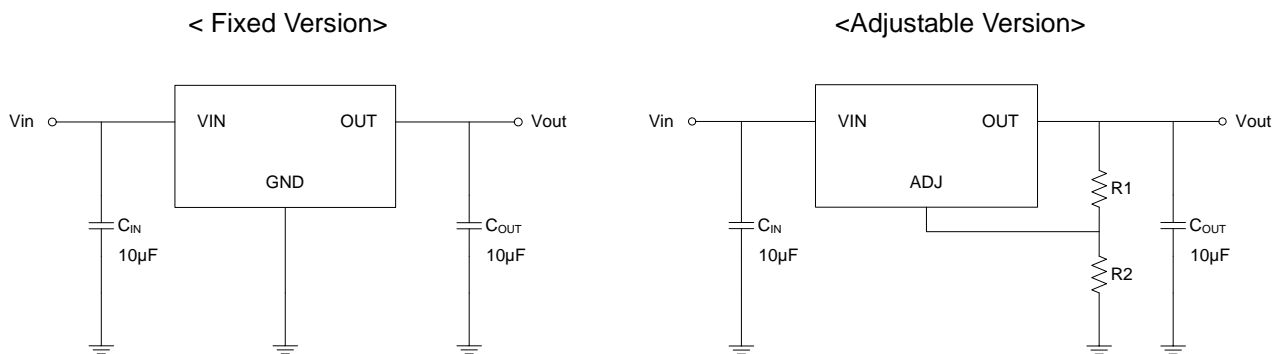 < Fixed Version>
Vin
VIN
OUT
Vout
GND
CIN
10µF
COUT
10µF
<Adjustable Version>
Vin
VIN
OUT
Vout
ADJ
R1
CIN
10µF
COUT
10µF
R2